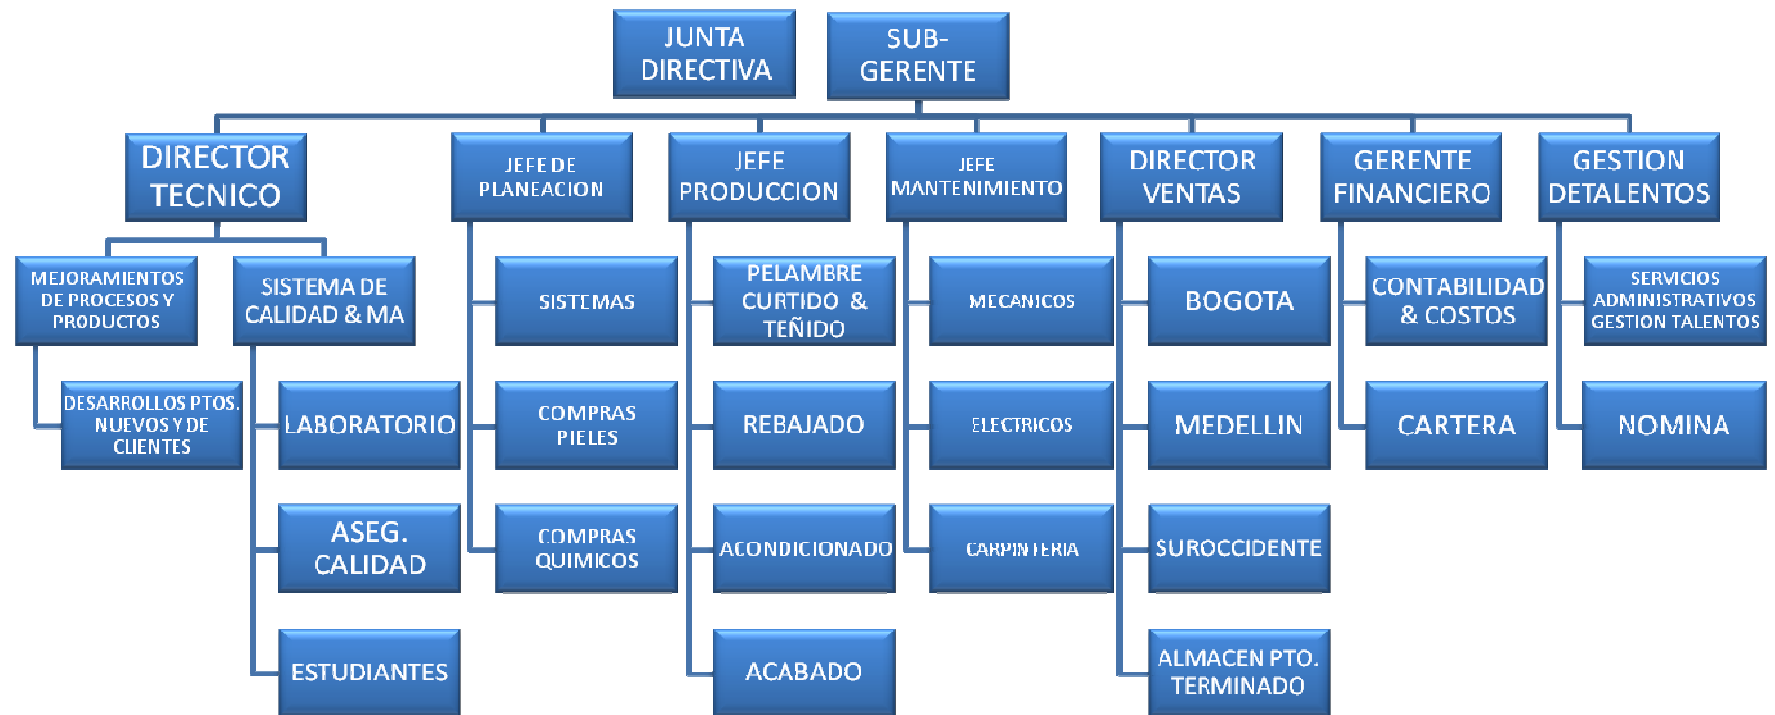 JUNTA
DIRECTIVA
SUB-
GERENTE
DIRECTOR
TECNICO
JEFE DE
PLANEACION
JEFE
PRODUCCION
JEFE
MANTENIMIENTO
DIRECTOR
VENTAS
GERENTE
FINANCIERO
GESTION
DETALENTOS
MEJORAMIENTOS
DE PROCESOS Y
PRODUCTOS
SISTEMA DE
CALIDAD & MA
SISTEMAS
PELAMBRE
CURTIDO &
TEÑIDO
MECANICOS
BOGOTA
CONTABILIDAD
& COSTOS
SERVICIOS
ADMINISTRATIVOS
GESTION TALENTOS
DESARROLLOS PTOS.
NUEVOS Y DE
CLIENTES
LABORATORIO
COMPRAS
PIELES
REBAJADO
ELECTRICOS
MEDELLIN
CARTERA
NOMINA
ASEG.
CALIDAD
COMPRAS
QUIMICOS
ACONDICIONADO
CARPINTERIA
SUROCCIDENTE
ESTUDIANTES
ACABADO
ALMACEN PTO.
TERMINADO